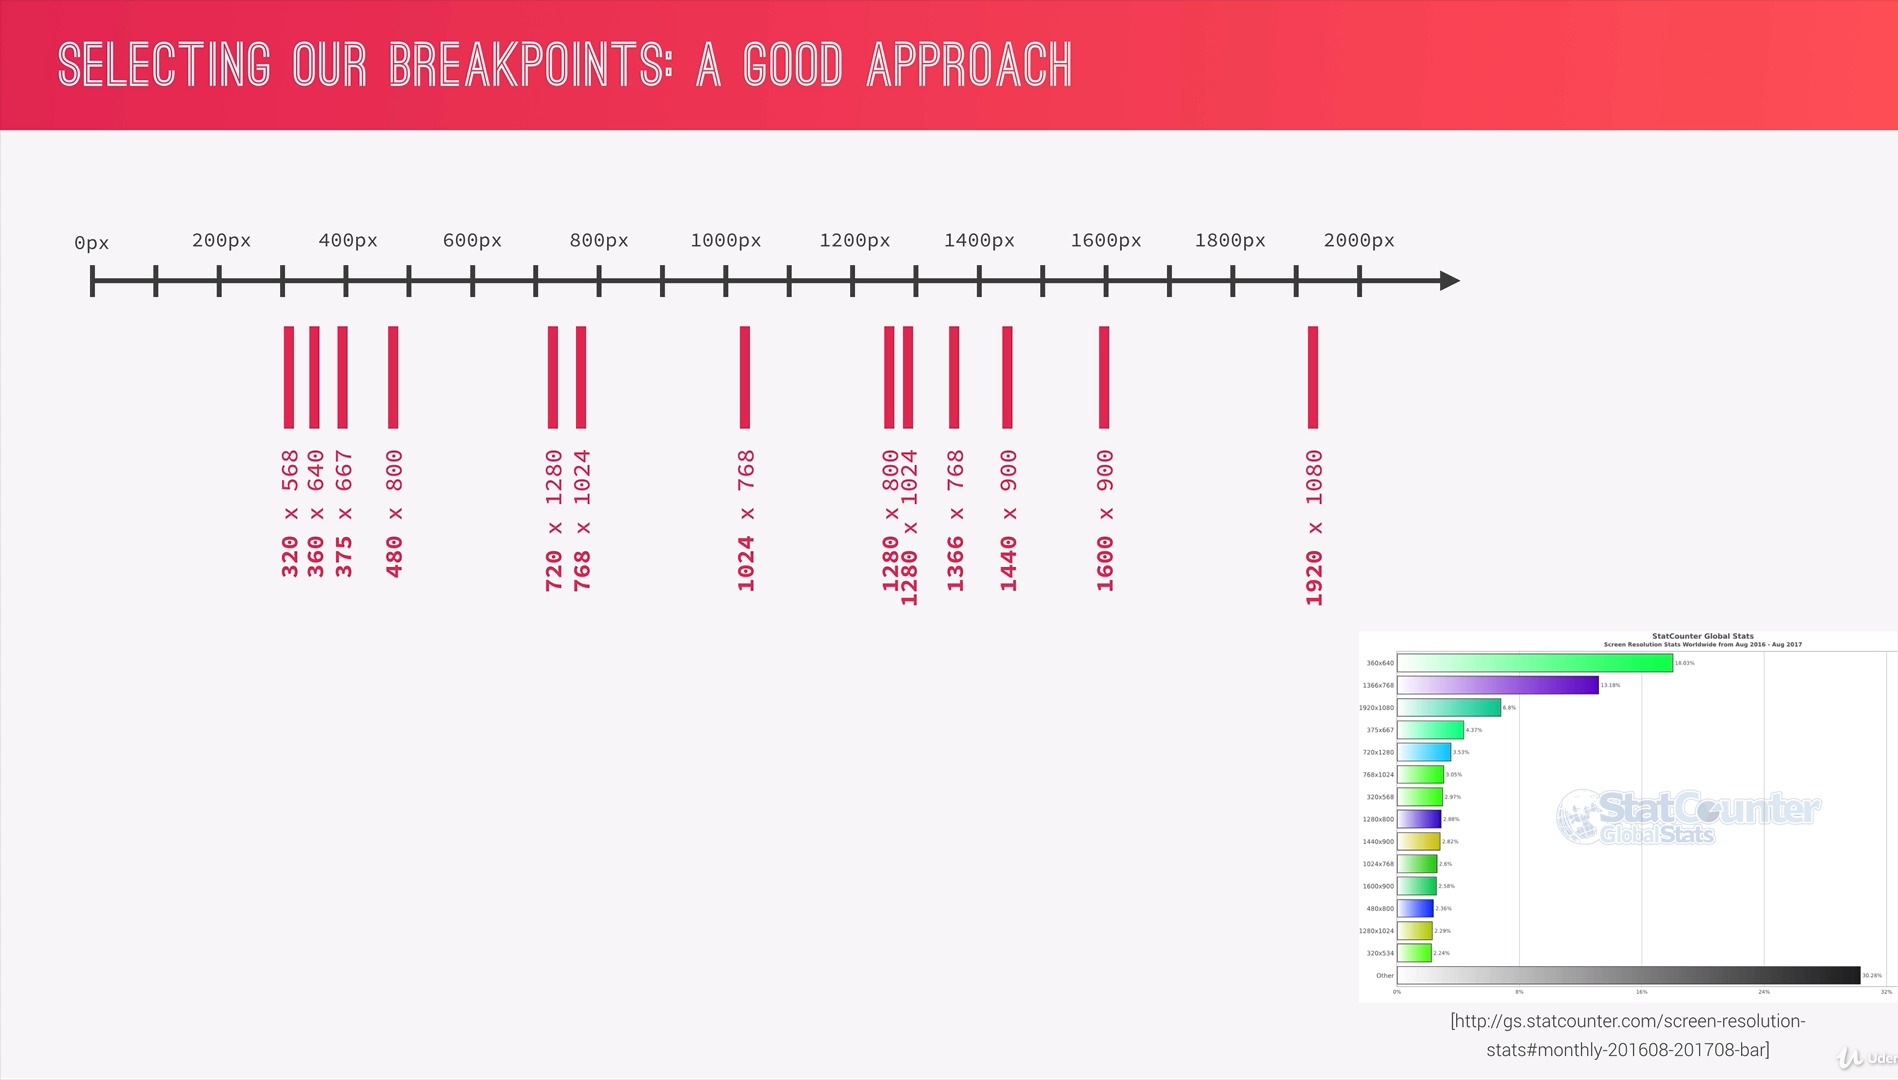 SELECTING OUR BREAKPOINTS: A GOOD APPROACH
0px 200px 400px 600px 800px 1000px 1200px 1400px 1600px 1800px 2000px
320 x 568
360 x 640
375 x 667
480 x 800
720 x 1280
768 x 1024
1024 x 768
1280 x 800
1280 x 1024
1366 x 768
1440 x 900
1600 x 900
1920 x 1080
StatCounter Global Stats
Screen Resolution Stats Worldwide from Aug 2016 - Aug 2017
360x640 18.03%
1366x768 13.18%
1920x1080 6.8%
375x667 4.37%
720x1280 3.53%
768x1024 3.05%
320x568 2.97%
1280x800 2.88%
StatCounter
GlobalStats
1440x900 2.82%
1024x768 2.6%
1600x900 2.58%
480x800 2.36%
1280x1024 2.29%
320x534 2.24%
Other 30.28%
0% 8% 16% 24% 32%
[http://gs.statcounter.com/screen-resolution-
stats#monthly-201608-201708-bar]
Uder